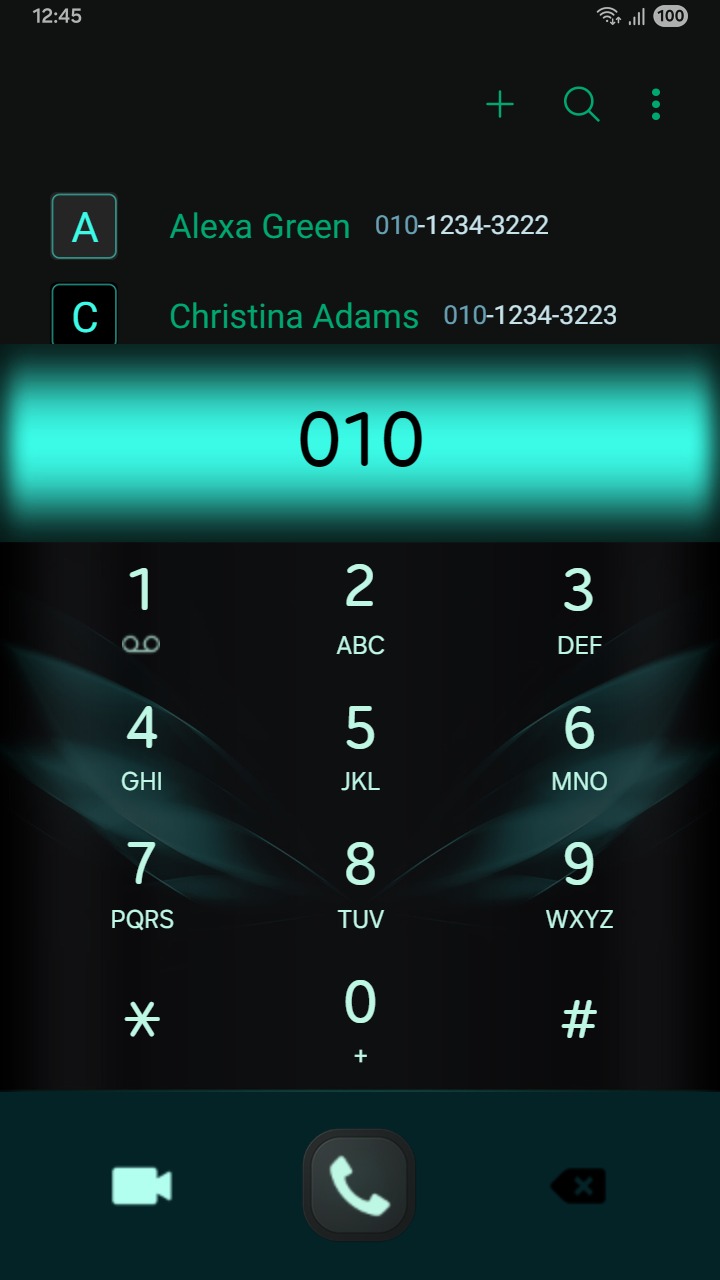 12:45 100
A Alexa Green 010-1234-3222
C Christina Adams 010-1234-3223
010
1 2 3
ABC DEF
4 5 6
GHI JKL MNO
7 8 9
PQRS TUV WXYZ
* 0 #
+